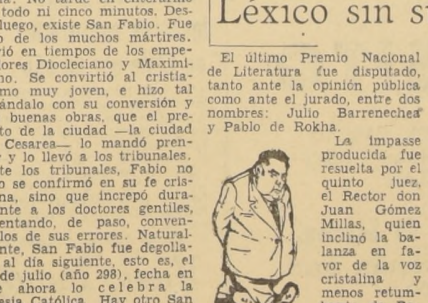 todo ni cinco minutos. Des-
luego, existe San Fabio. Fue
o de los muchos mártires.
ió en tiempos de los empe-
ores Diocleciano y Maximi-
no. Se convirtió al cristia-
mo muy joven, e hizo tal
ándalo con su conversión y
buenas obras, que el pre-
to de la ciudad —la ciudad
Cesarea— lo mandó pren-
y lo llevó a los tribunales.
te los tribunales, Fabio no
o se confirmó en su fe cris-
na, sino que increpó dura-
nte a los doctores gentiles,
entando, de paso, conven-
los de sus errores. Natural-
nte, San Fabio fue degolla-
al día siguiente, esto es, el
de julio (año 298), fecha en
e ahora lo celebra la
esia Católica. Hay otro San
Léxico sin s
El último Premio Nacional
de Literatura fue disputado,
tanto ante la opinión pública
como ante el jurado, entre dos
nombres: Julio Barrenechea
y Pablo de Rokha.
La impasse
producida fue
resuelta por el
quinto juez,
el Rector don
Juan Gómez
Millas, quien
inclinó la ba-
lanza en fa-
vor de la voz
cristalina y
menos retum-